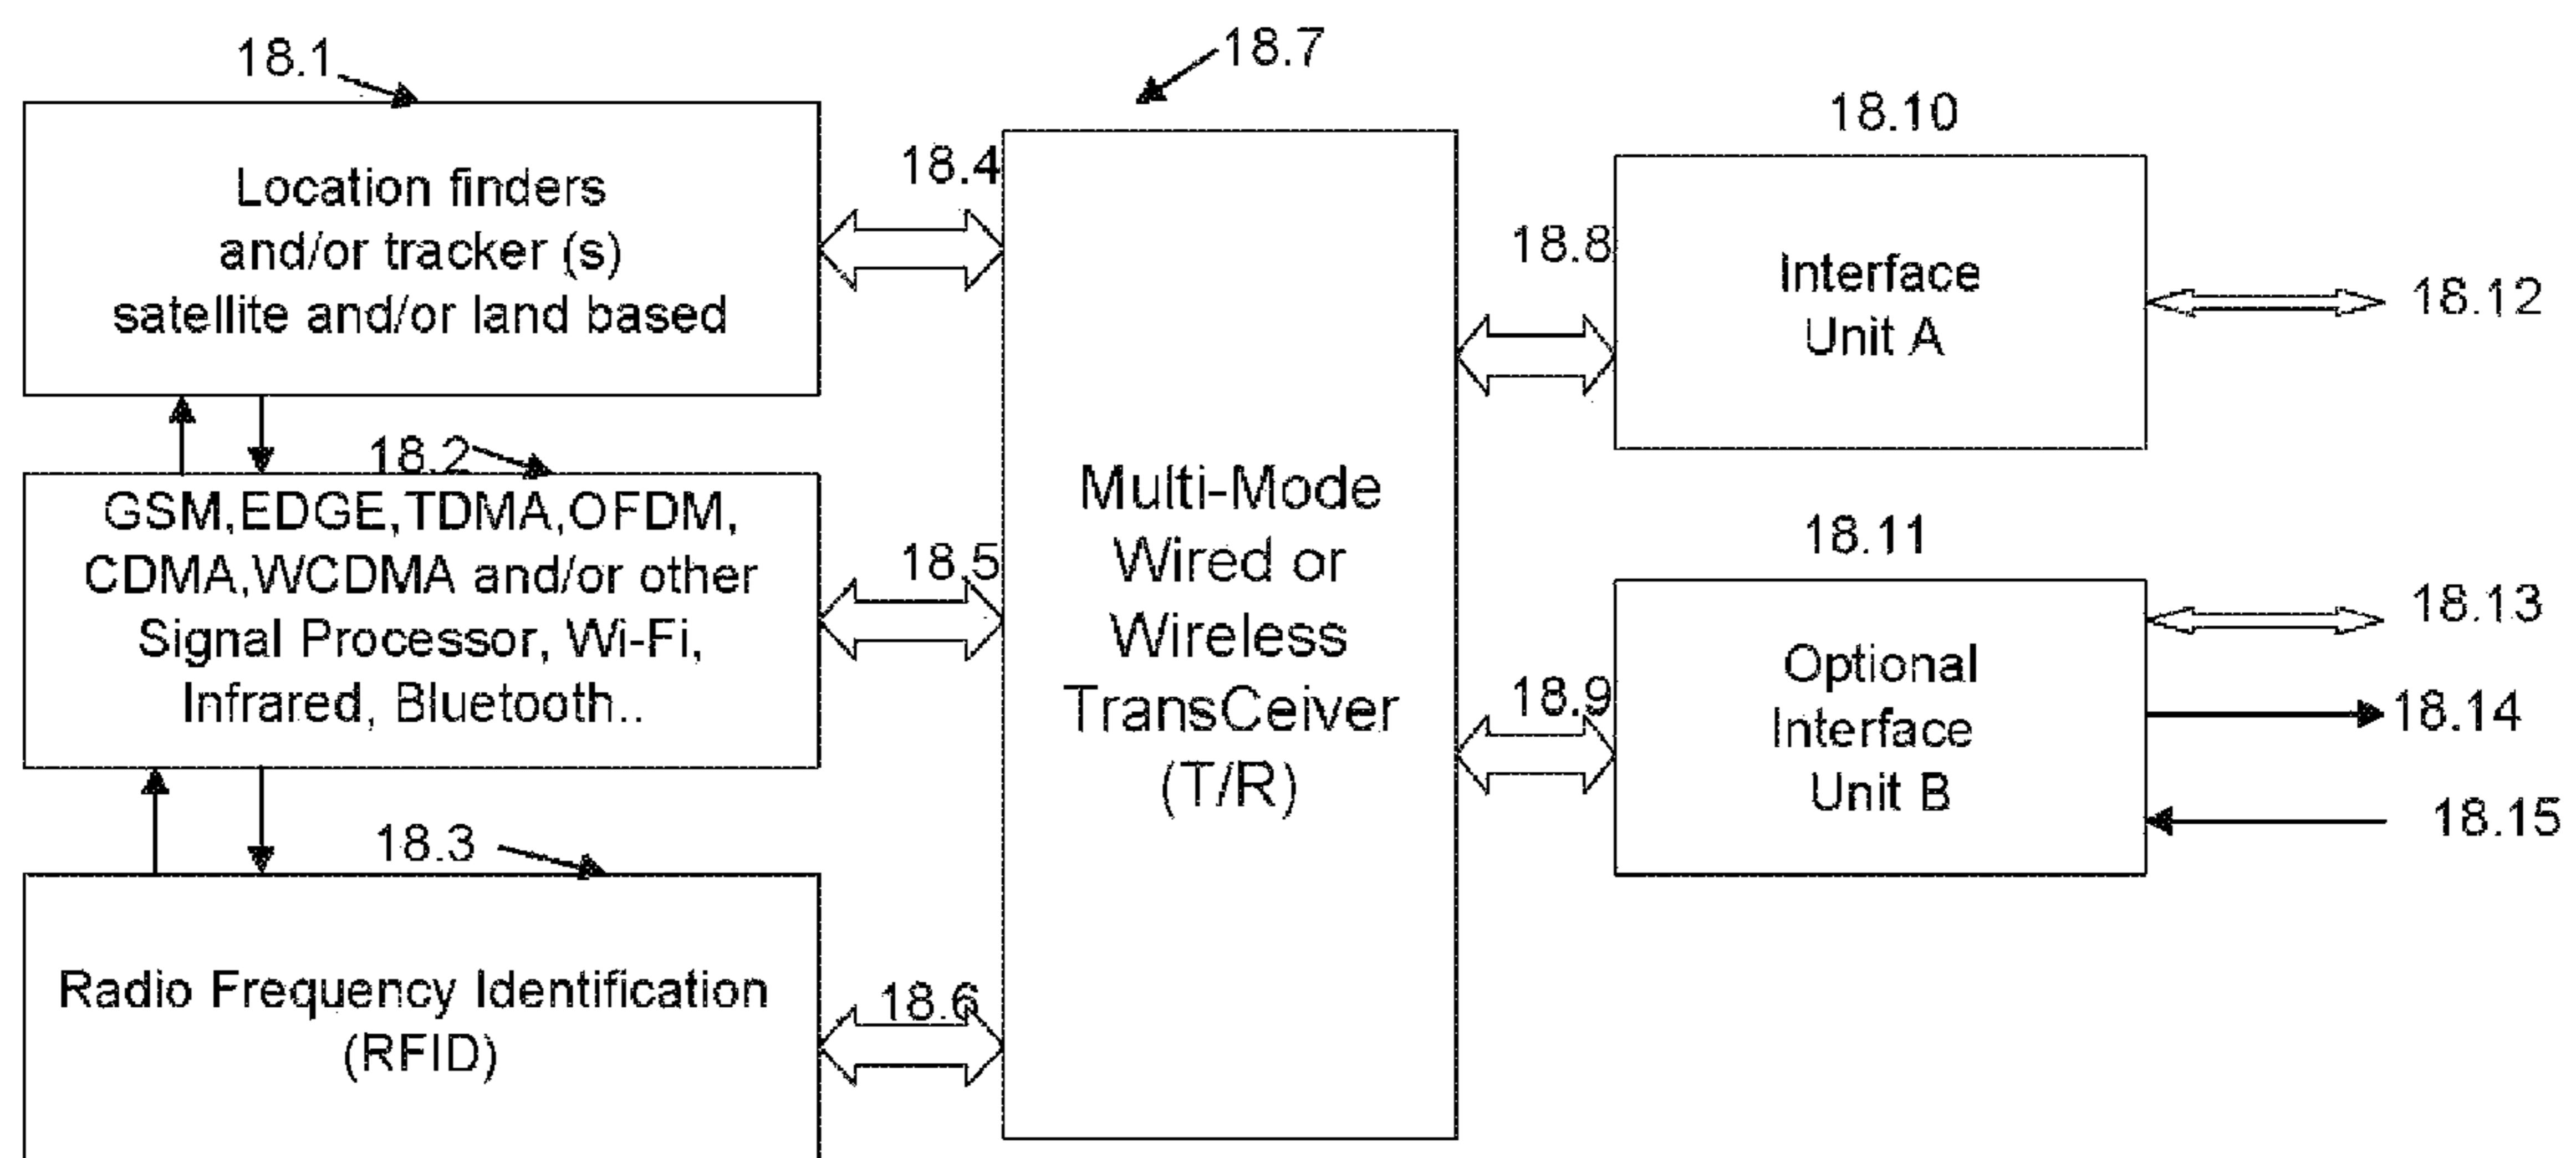 18.1
18.7
18.10
Location finders
and/or tracker (s)
satellite and/or land based
18.4
18.8
Interface
Unit A
18.12
18.2
GSM,EDGE,TDMA,OFDM,
CDMA,WCDMA and/or other
Signal Processor, Wi-Fi,
Infrared, Bluetooth..
18.5
Multi-Mode
Wired or
Wireless
TransCeiver
(T/R)
18.11
18.9
Optional
Interface
Unit B
18.13
18.14
18.15
18.3
Radio Frequency Identification
(RFID)
18.6